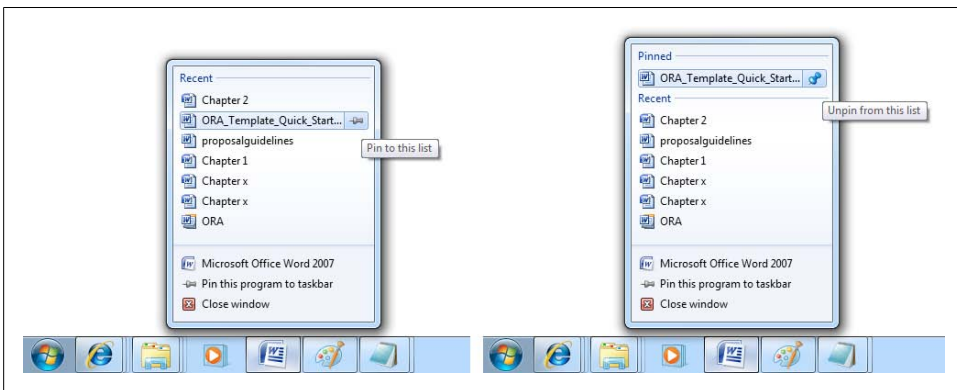 Recent
Chapter 2
ORA_Template_Quick_Start...
Pin to this list
proposalguidelines
Chapter 1
Chapter x
Chapter x
ORA
Microsoft Office Word 2007
Pin this program to taskbar
Close window
Pinned
ORA_Template_Quick_Start...
Unpin from this list
Recent
Chapter 2
proposalguidelines
Chapter 1
Chapter x
Chapter x
ORA
Microsoft Office Word 2007
Pin this program to taskbar
Close window